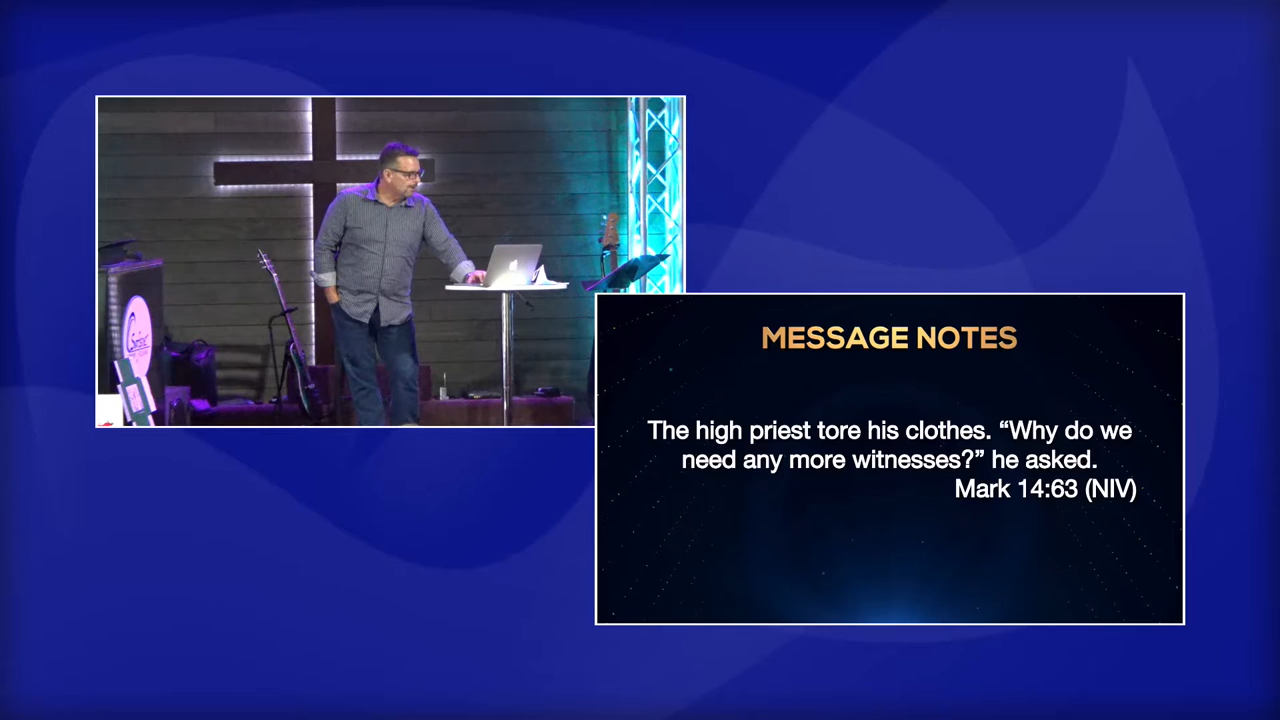 MESSAGE NOTES
The high priest tore his clothes. “Why do we
need any more witnesses?” he asked.
Mark 14:63 (NIV)